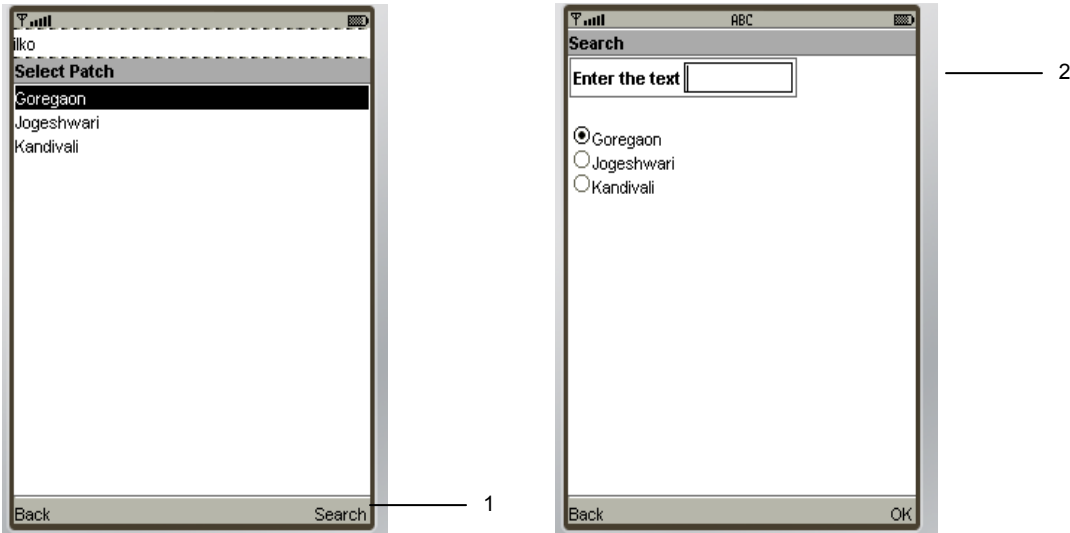 ilko
Select Patch
Goregaon
Jogeshwari
Kandivali
Back Search
1
ABC
Search
Enter the text
Goregaon
Jogeshwari
Kandivali
Back OK
2